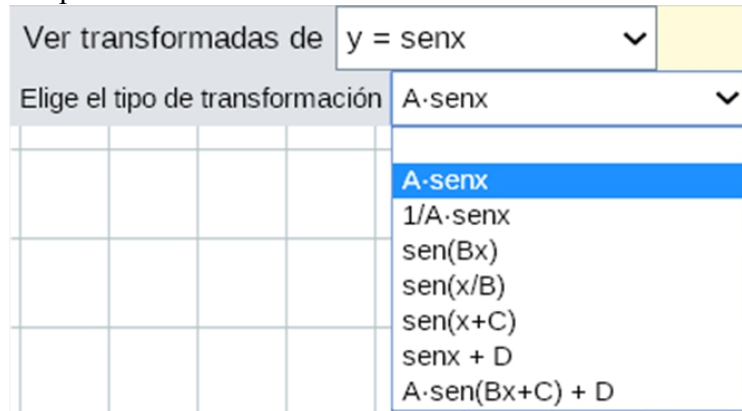 Ver transformadas de y = senx
Elige el tipo de transformación A·senx
A·senx
1/A·senx
sen(Bx)
sen(x/B)
sen(x+C)
senx + D
A·sen(Bx+C) + D